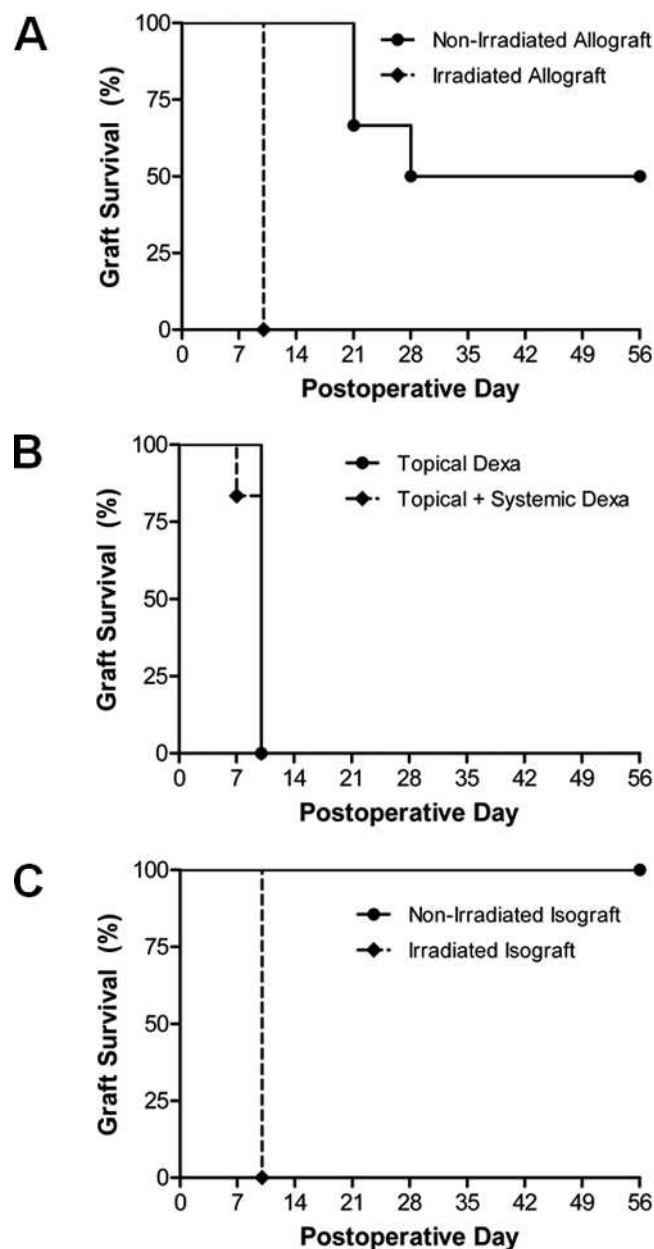 A
Non-Irradiated Allograft
Irradiated Allograft
Graft Survival (%)
100
75
50
25
0
0 7 14 21 28 35 42 49 56
Postoperative Day
B
Topical Dexa
Topical + Systemic Dexa
Graft Survival (%)
100
75
50
25
0
0 7 14 21 28 35 42 49 56
Postoperative Day
C
Non-Irradiated Isograft
Irradiated Isograft
Graft Survival (%)
100
75
50
25
0
0 7 14 21 28 35 42 49 56
Postoperative Day